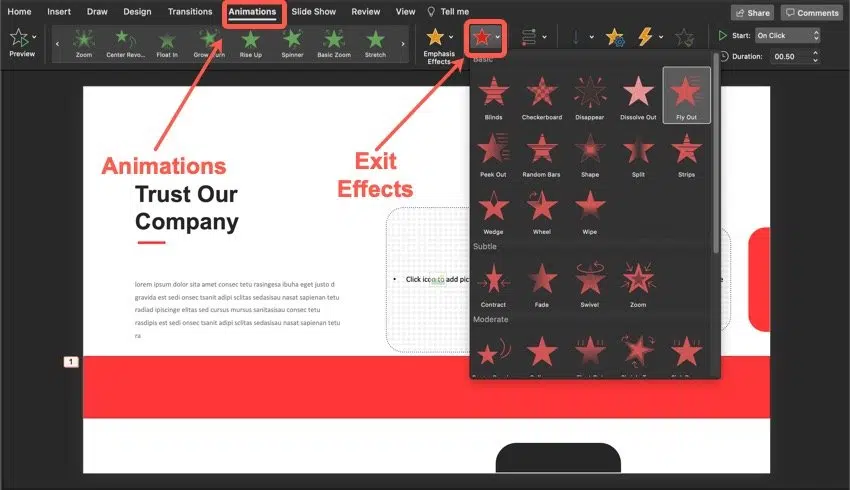 Home Insert Draw Design Transitions Animations Slide Show Review View Tell me Share Comments
Preview
Zoom Center Revo... Float In Grow Turn Rise Up Spinner Basic Zoom Stretch
Emphasis
Effects
Start: On Click
Duration: 00.50
Basic
Blinds Checkerboard Disappear Dissolve Out Fly Out
Peek Out Random Bars Shape Split Strips
Wedge Wheel Wipe
Subtle
Contract Fade Swivel Zoom
Moderate
Animations
Exit
Effects
Trust Our
Company
• Click icon to add pic
e
lorem ipsum dolor sita amet consec tetu rasingesa ibuha eget justo d
gravida est sedi onsec tsanit adipi sclitas sedasisau nasat sapienan tetu
radiad ipiscinge elitas sed cursus mursus sanitasisau consec tetu
rasdipis est sedi onsec tsanit adipi sclitas sedasisau nasat sapienan tetu
ra
1